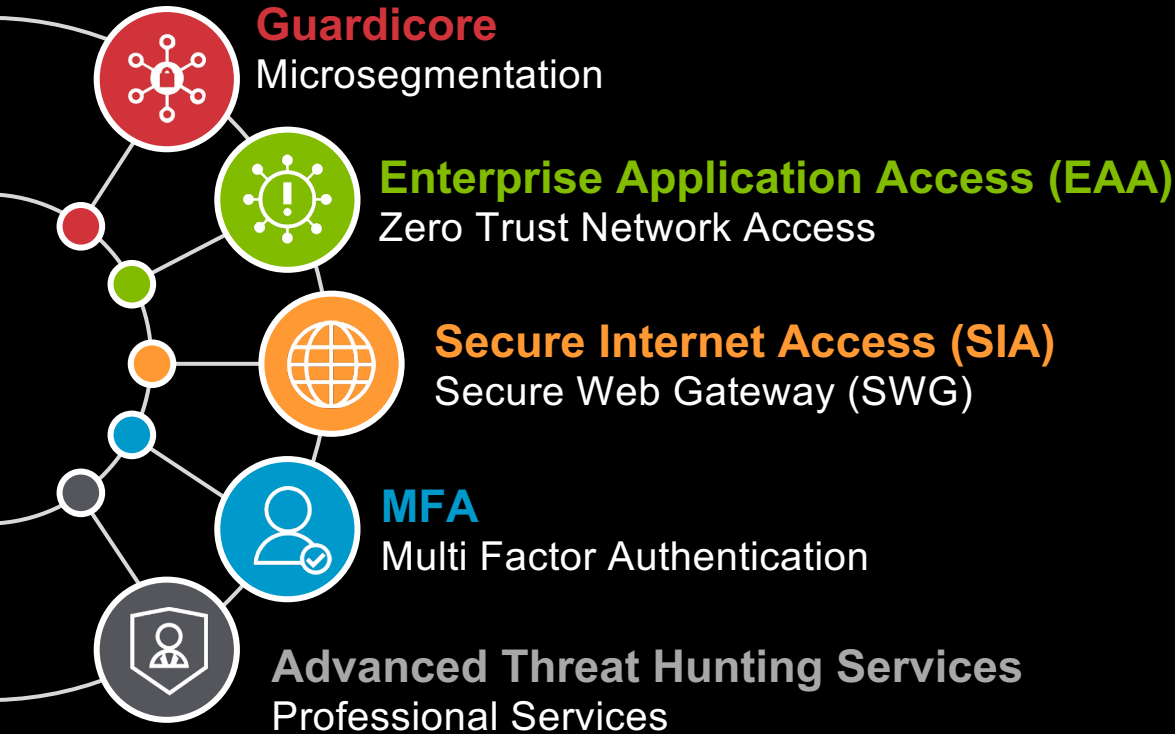 Guardicore
Microsegmentation
Enterprise Application Access (EAA)
Zero Trust Network Access
Secure Internet Access (SIA)
Secure Web Gateway (SWG)
MFA
Multi Factor Authentication
Advanced Threat Hunting Services
Professional Services